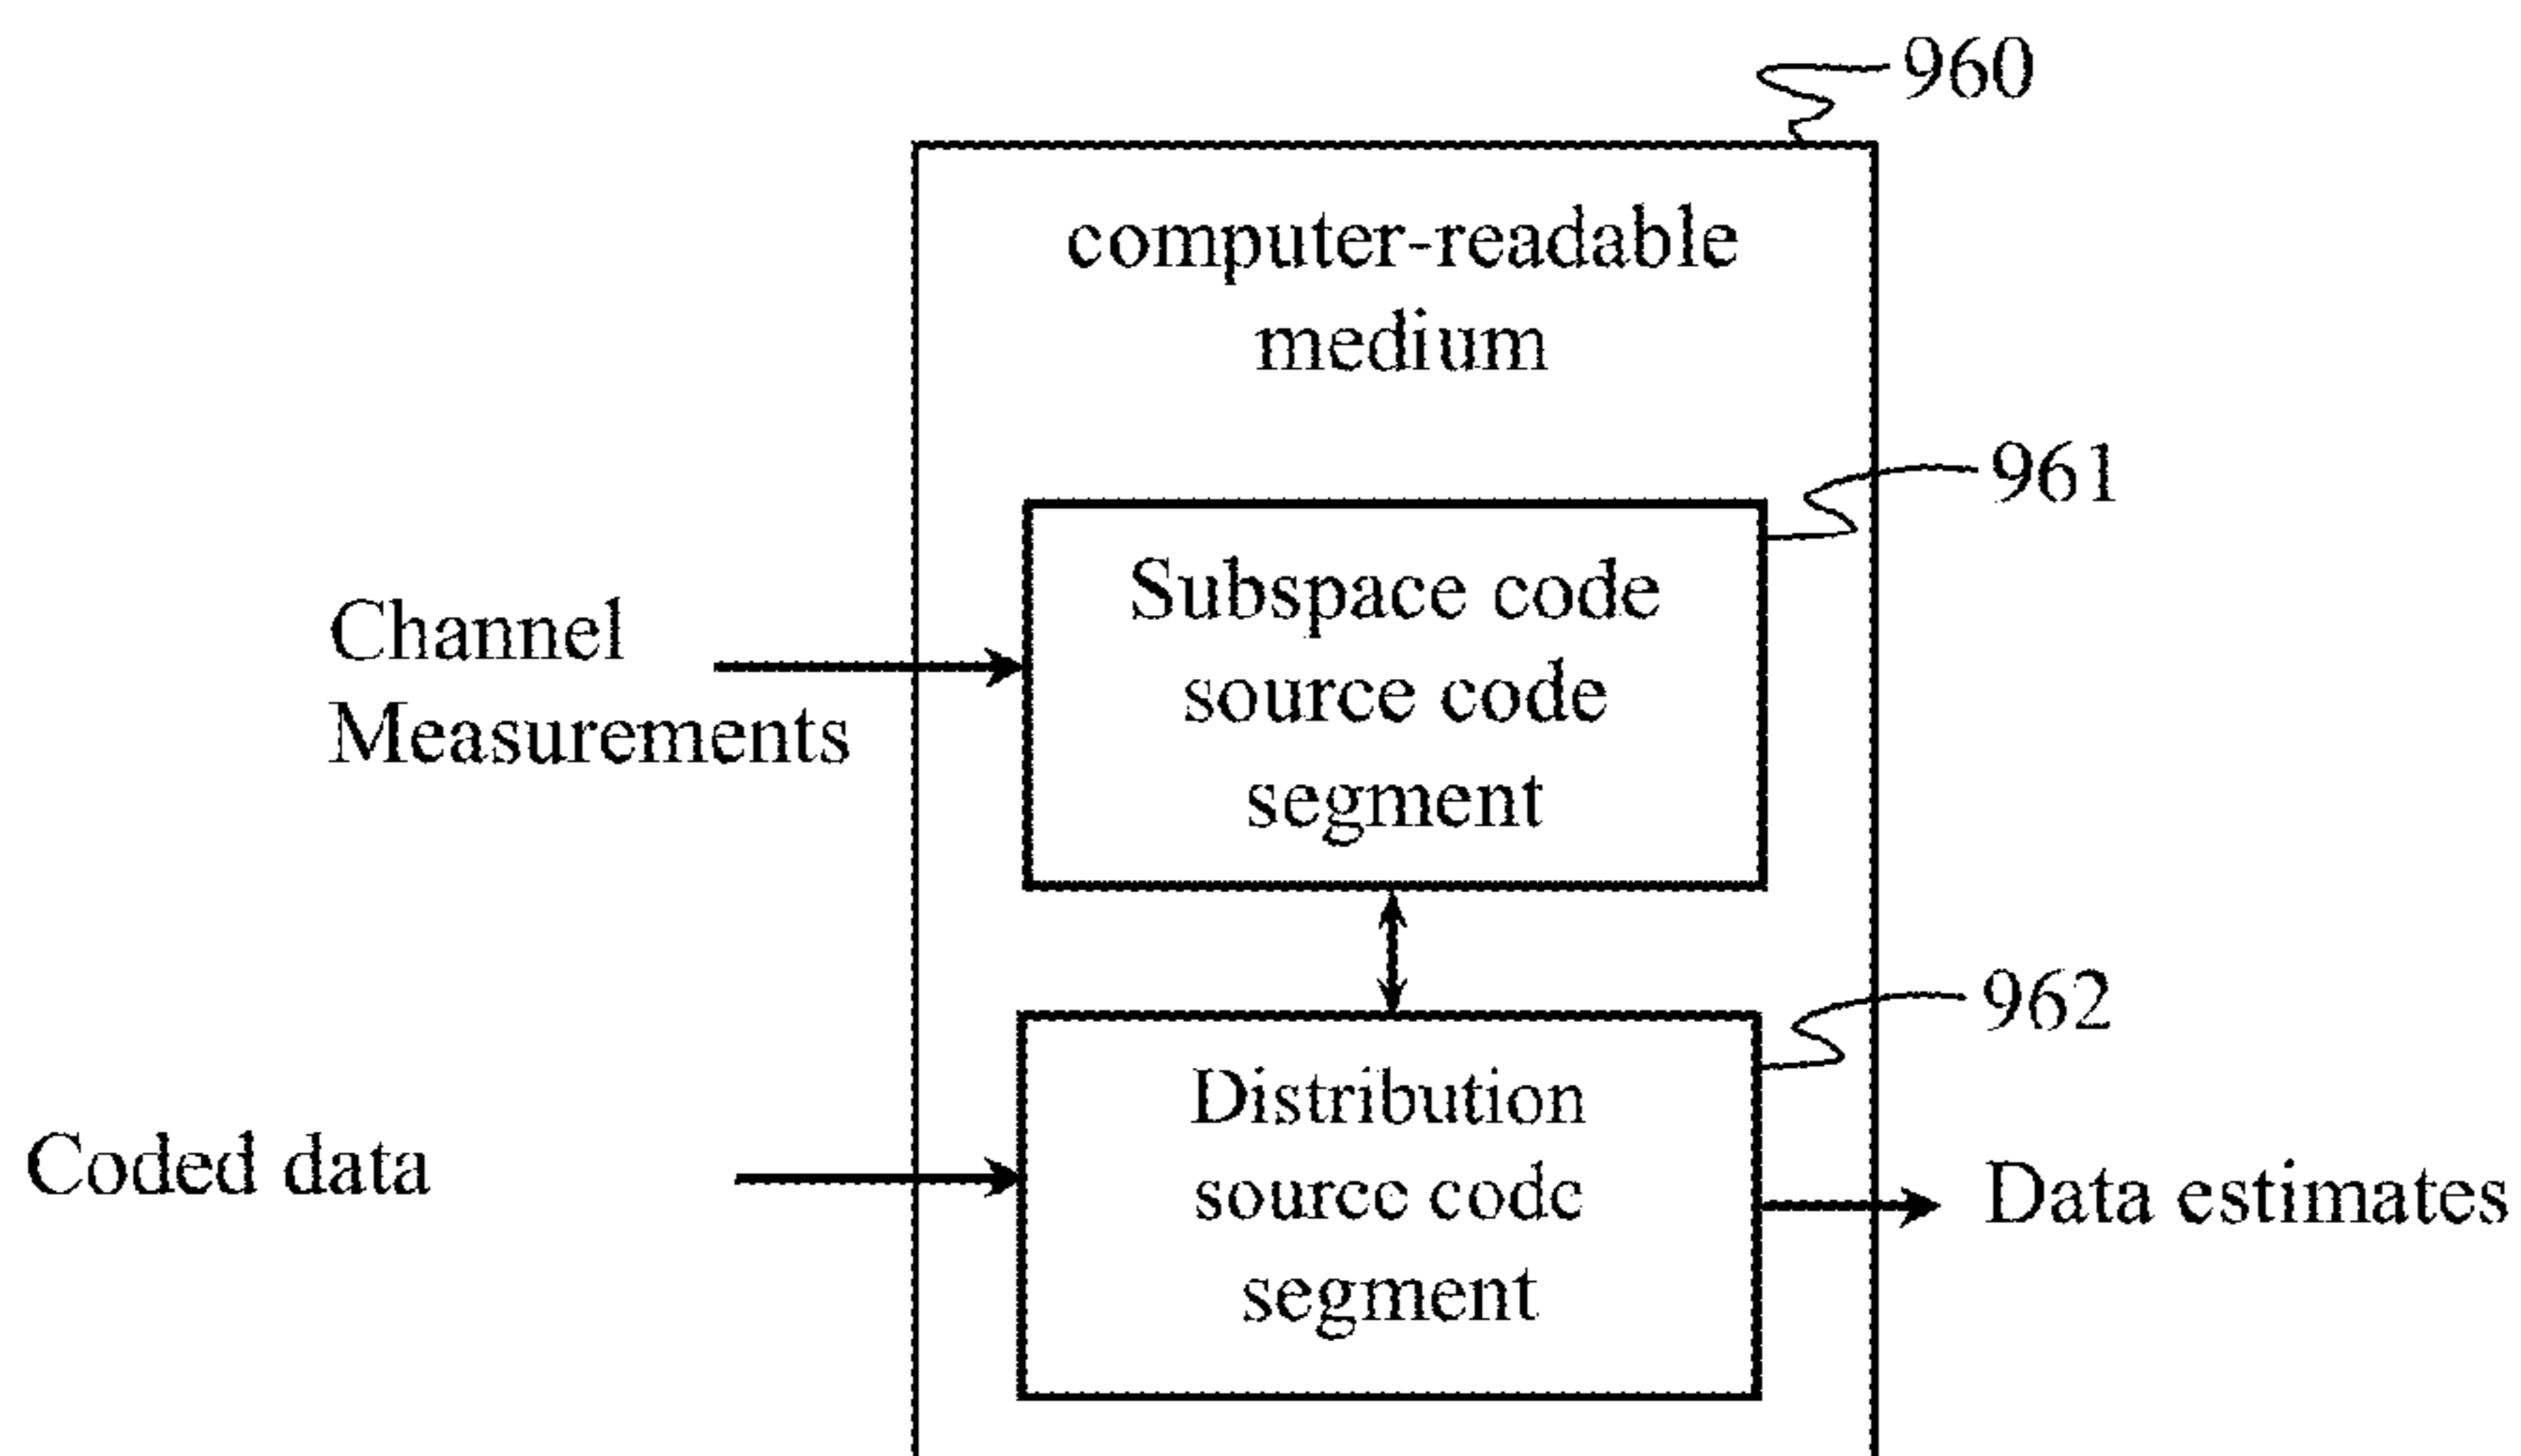 960
computer-readable
medium
961
Subspace code
source code
segment
Channel
Measurements
962
Distribution
source code
segment
Coded data
Data estimates